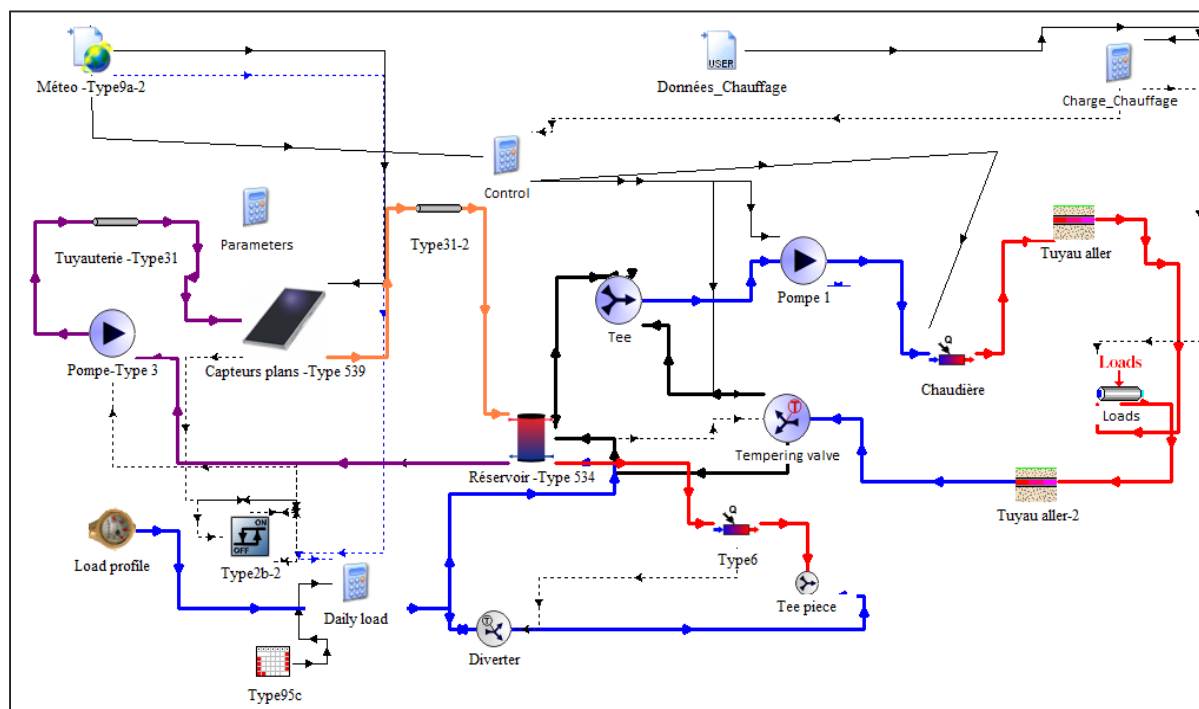 USER
Méteo -Type9a-2
Données_Chauffage
Charge_Chauffage
Control
Parameters
Tuyauterie -Type31
Type31-2
Tuyau aller
Pompe 1
Tee
Pompe-Type 3
Capteurs plans -Type 539
Q
Chaudière
Loads
Loads
T
Tempering valve
Réservoir -Type 534
Tuyau aller-2
Q
ON
OFF
Load profile
Type2b-2
Type6
Tee piece
Daily load
T
Diverter
Type95c